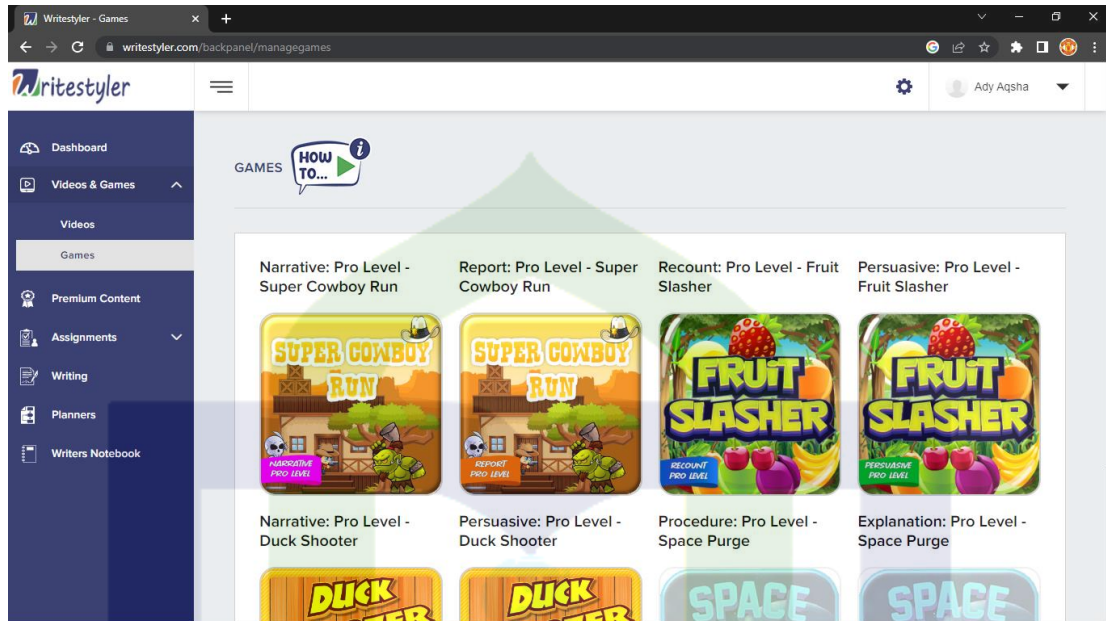 Writestyler - Games
writestyler.com/backpanel/managegames
Writestyler
Ady Aqsha
Dashboard
Videos & Games
Videos
Games
Premium Content
Assignments
Writing
Planners
Writers Notebook
GAMES
HOW
TO...
i
Narrative: Pro Level -
Super Cowboy Run
Report: Pro Level - Super
Cowboy Run
Recount: Pro Level - Fruit
Slasher
Persuasive: Pro Level -
Fruit Slasher
SUPER COWBOY
RUN
NARRATIVE
PRO LEVEL
SUPER COWBOY
RUN
REPORT
PRO LEVEL
FRUIT
SLASHER
RECOUNT
PRO LEVEL
FRUIT
SLASHER
PERSUASIVE
PRO LEVEL
Narrative: Pro Level -
Duck Shooter
Persuasive: Pro Level -
Duck Shooter
Procedure: Pro Level -
Space Purge
Explanation: Pro Level -
Space Purge
DUCK
DUCK
SPACE
SPACE